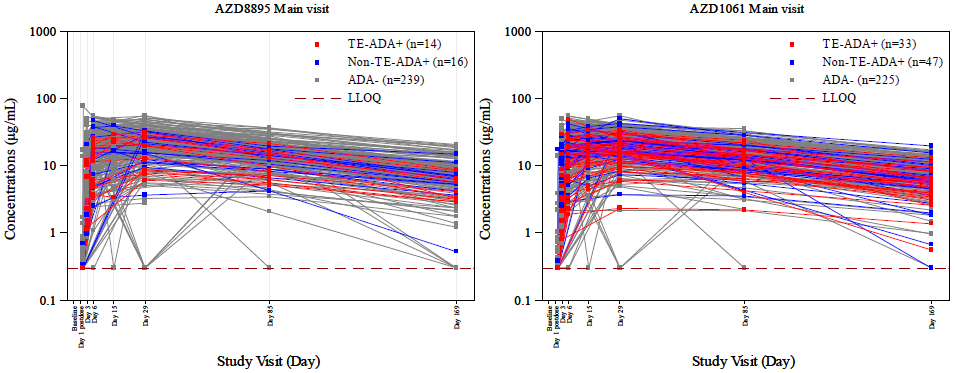 AZD8895 Main visit
Concentrations (µg/mL)
1000
100
10
1
0.1
TE-ADA+ (n=14)
Non-TE-ADA+ (n=16)
ADA- (n=239)
LLOQ
Baseline
Day 1 postdose
Day 3
Day 6
Day 15
Day 29
Day 85
Day 169
Study Visit (Day)
AZD1061 Main visit
Concentrations (µg/mL)
1000
100
10
1
0.1
TE-ADA+ (n=33)
Non-TE-ADA+ (n=47)
ADA- (n=225)
LLOQ
Baseline
Day 1 postdose
Day 3
Day 6
Day 15
Day 29
Day 85
Day 169
Study Visit (Day)